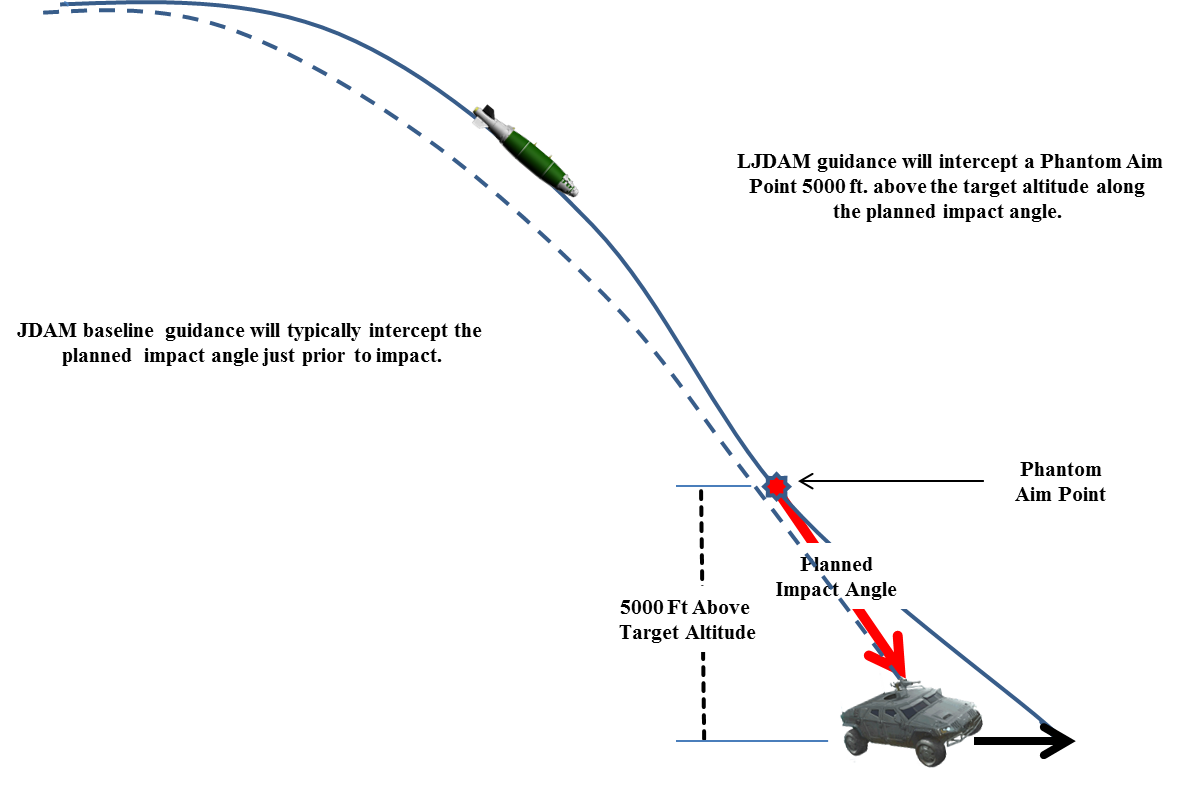 LJDAM guidance will intercept a Phantom Aim
Point 5000 ft. above the target altitude along
the planned impact angle.
JDAM baseline guidance will typically intercept the
planned impact angle just prior to impact.
Phantom
Aim Point
Planned
Impact Angle
5000 Ft Above
Target Altitude